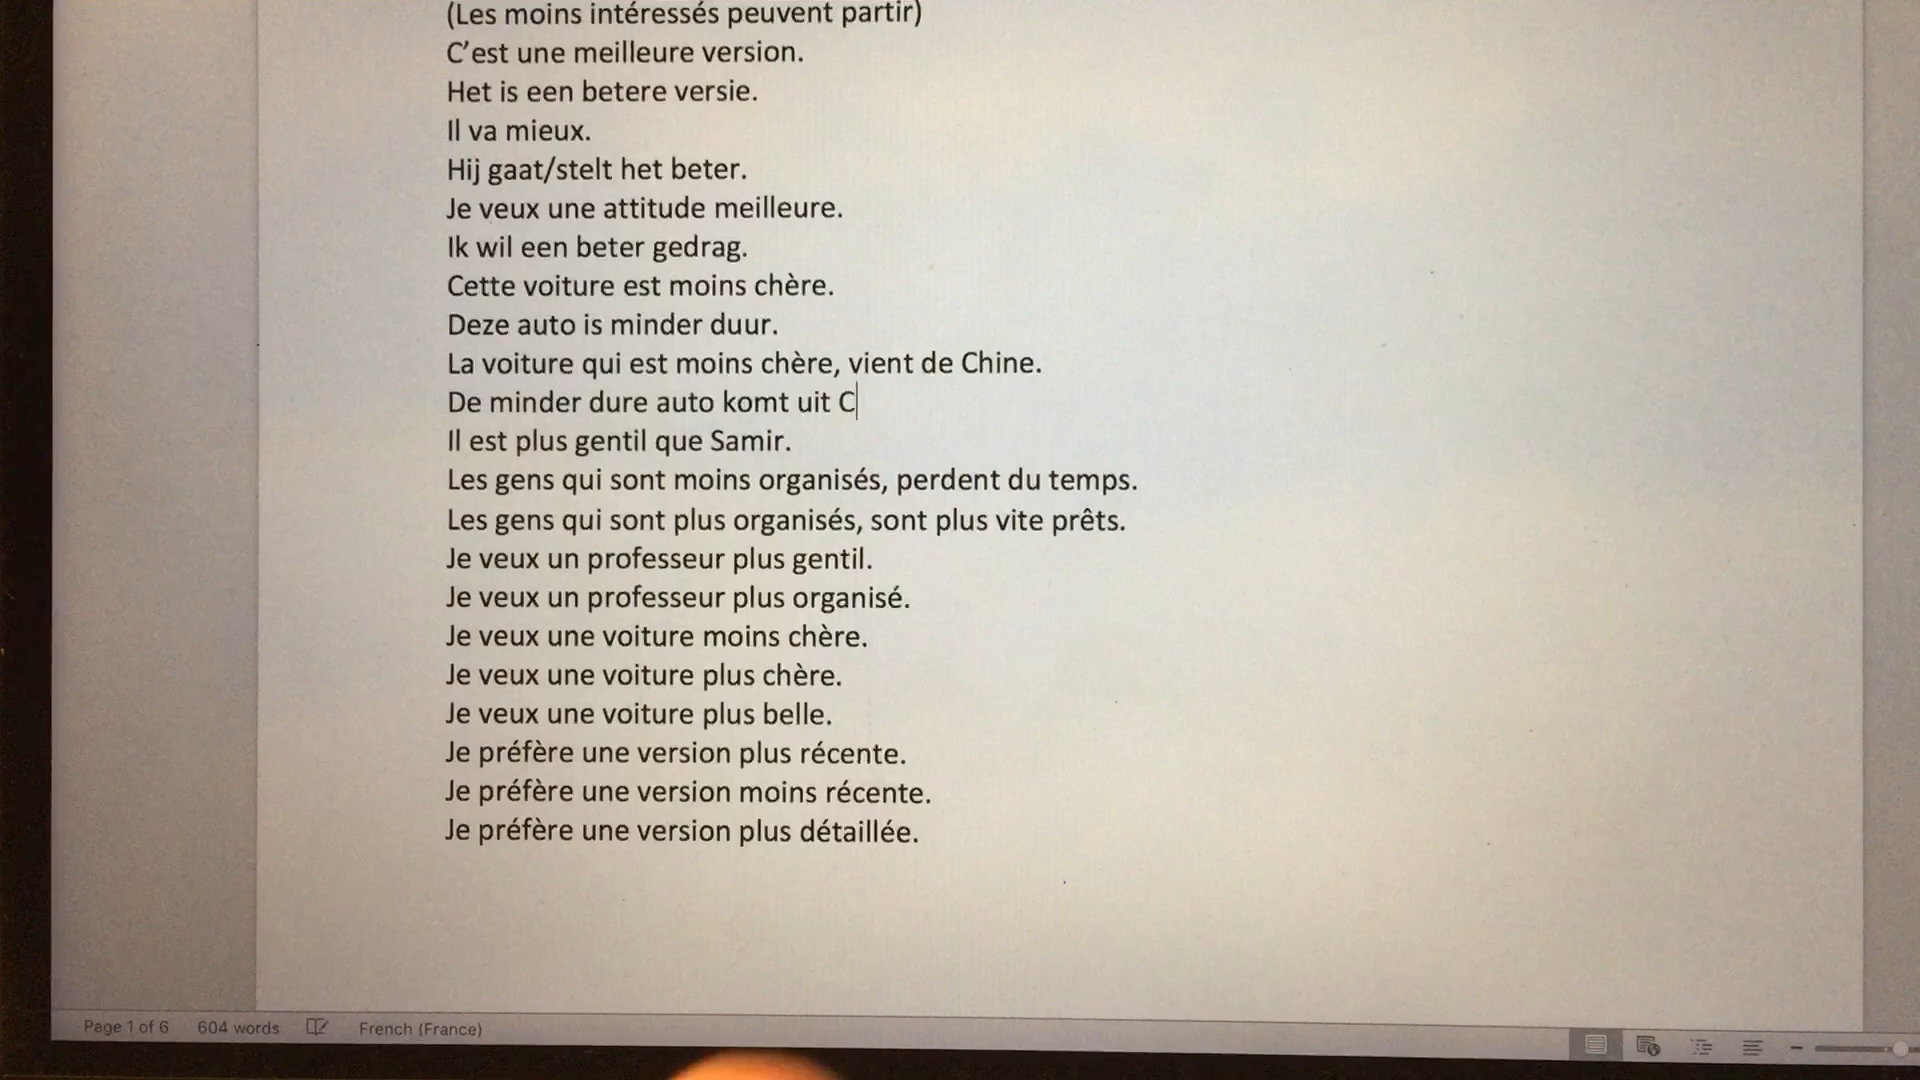 (Les moins intéressés peuvent partir)
C’est une meilleure version.
Het is een betere versie.
Il va mieux.
Hij gaat/stelt het beter.
Je veux une attitude meilleure.
Ik wil een beter gedrag.
Cette voiture est moins chère.
Deze auto is minder duur.
La voiture qui est moins chère, vient de Chine.
De minder dure auto komt uit C
Il est plus gentil que Samir.
Les gens qui sont moins organisés, perdent du temps.
Les gens qui sont plus organisés, sont plus vite prêts.
Je veux un professeur plus gentil.
Je veux un professeur plus organisé.
Je veux une voiture moins chère.
Je veux une voiture plus chère.
Je veux une voiture plus belle.
Je préfère une version plus récente.
Je préfère une version moins récente.
Je préfère une version plus détaillée.
Page 1 of 6 604 words French (France)